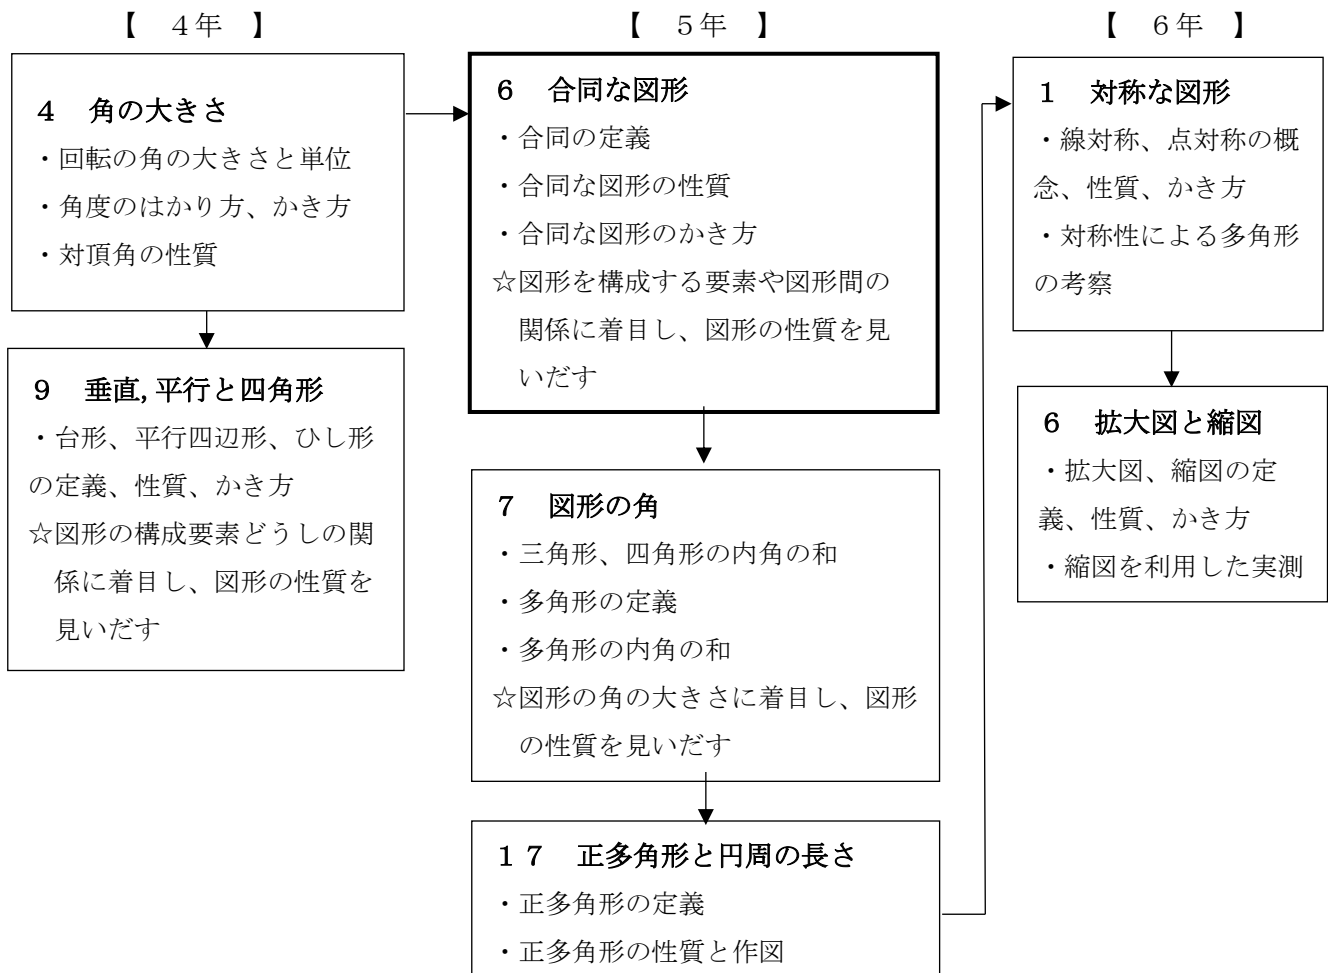 【　４年　】
４　角の大きさ
・回転の角の大きさと単位
・角度のはかり方、かき方
・対頂角の性質
９　垂直,平行と四角形
・台形、平行四辺形、ひし形
の定義、性質、かき方
☆図形の構成要素どうしの関
係に着目し、図形の性質を
見いだす
【　５年　】
６　合同な図形
・合同の定義
・合同な図形の性質
・合同な図形のかき方
☆図形を構成する要素や図形間の
関係に着目し、図形の性質を見
いだす
７　図形の角
・三角形、四角形の内角の和
・多角形の定義
・多角形の内角の和
☆図形の角の大きさに着目し、図形
の性質を見いだす
１７　正多角形と円周の長さ
・正多角形の定義
・正多角形の性質と作図
【　６年　】
１　対称な図形
・線対称、点対称の概
念、性質、かき方
・対称性による多角形
の考察
６　拡大図と縮図
・拡大図、縮図の定
義、性質、かき方
・縮図を利用した実測